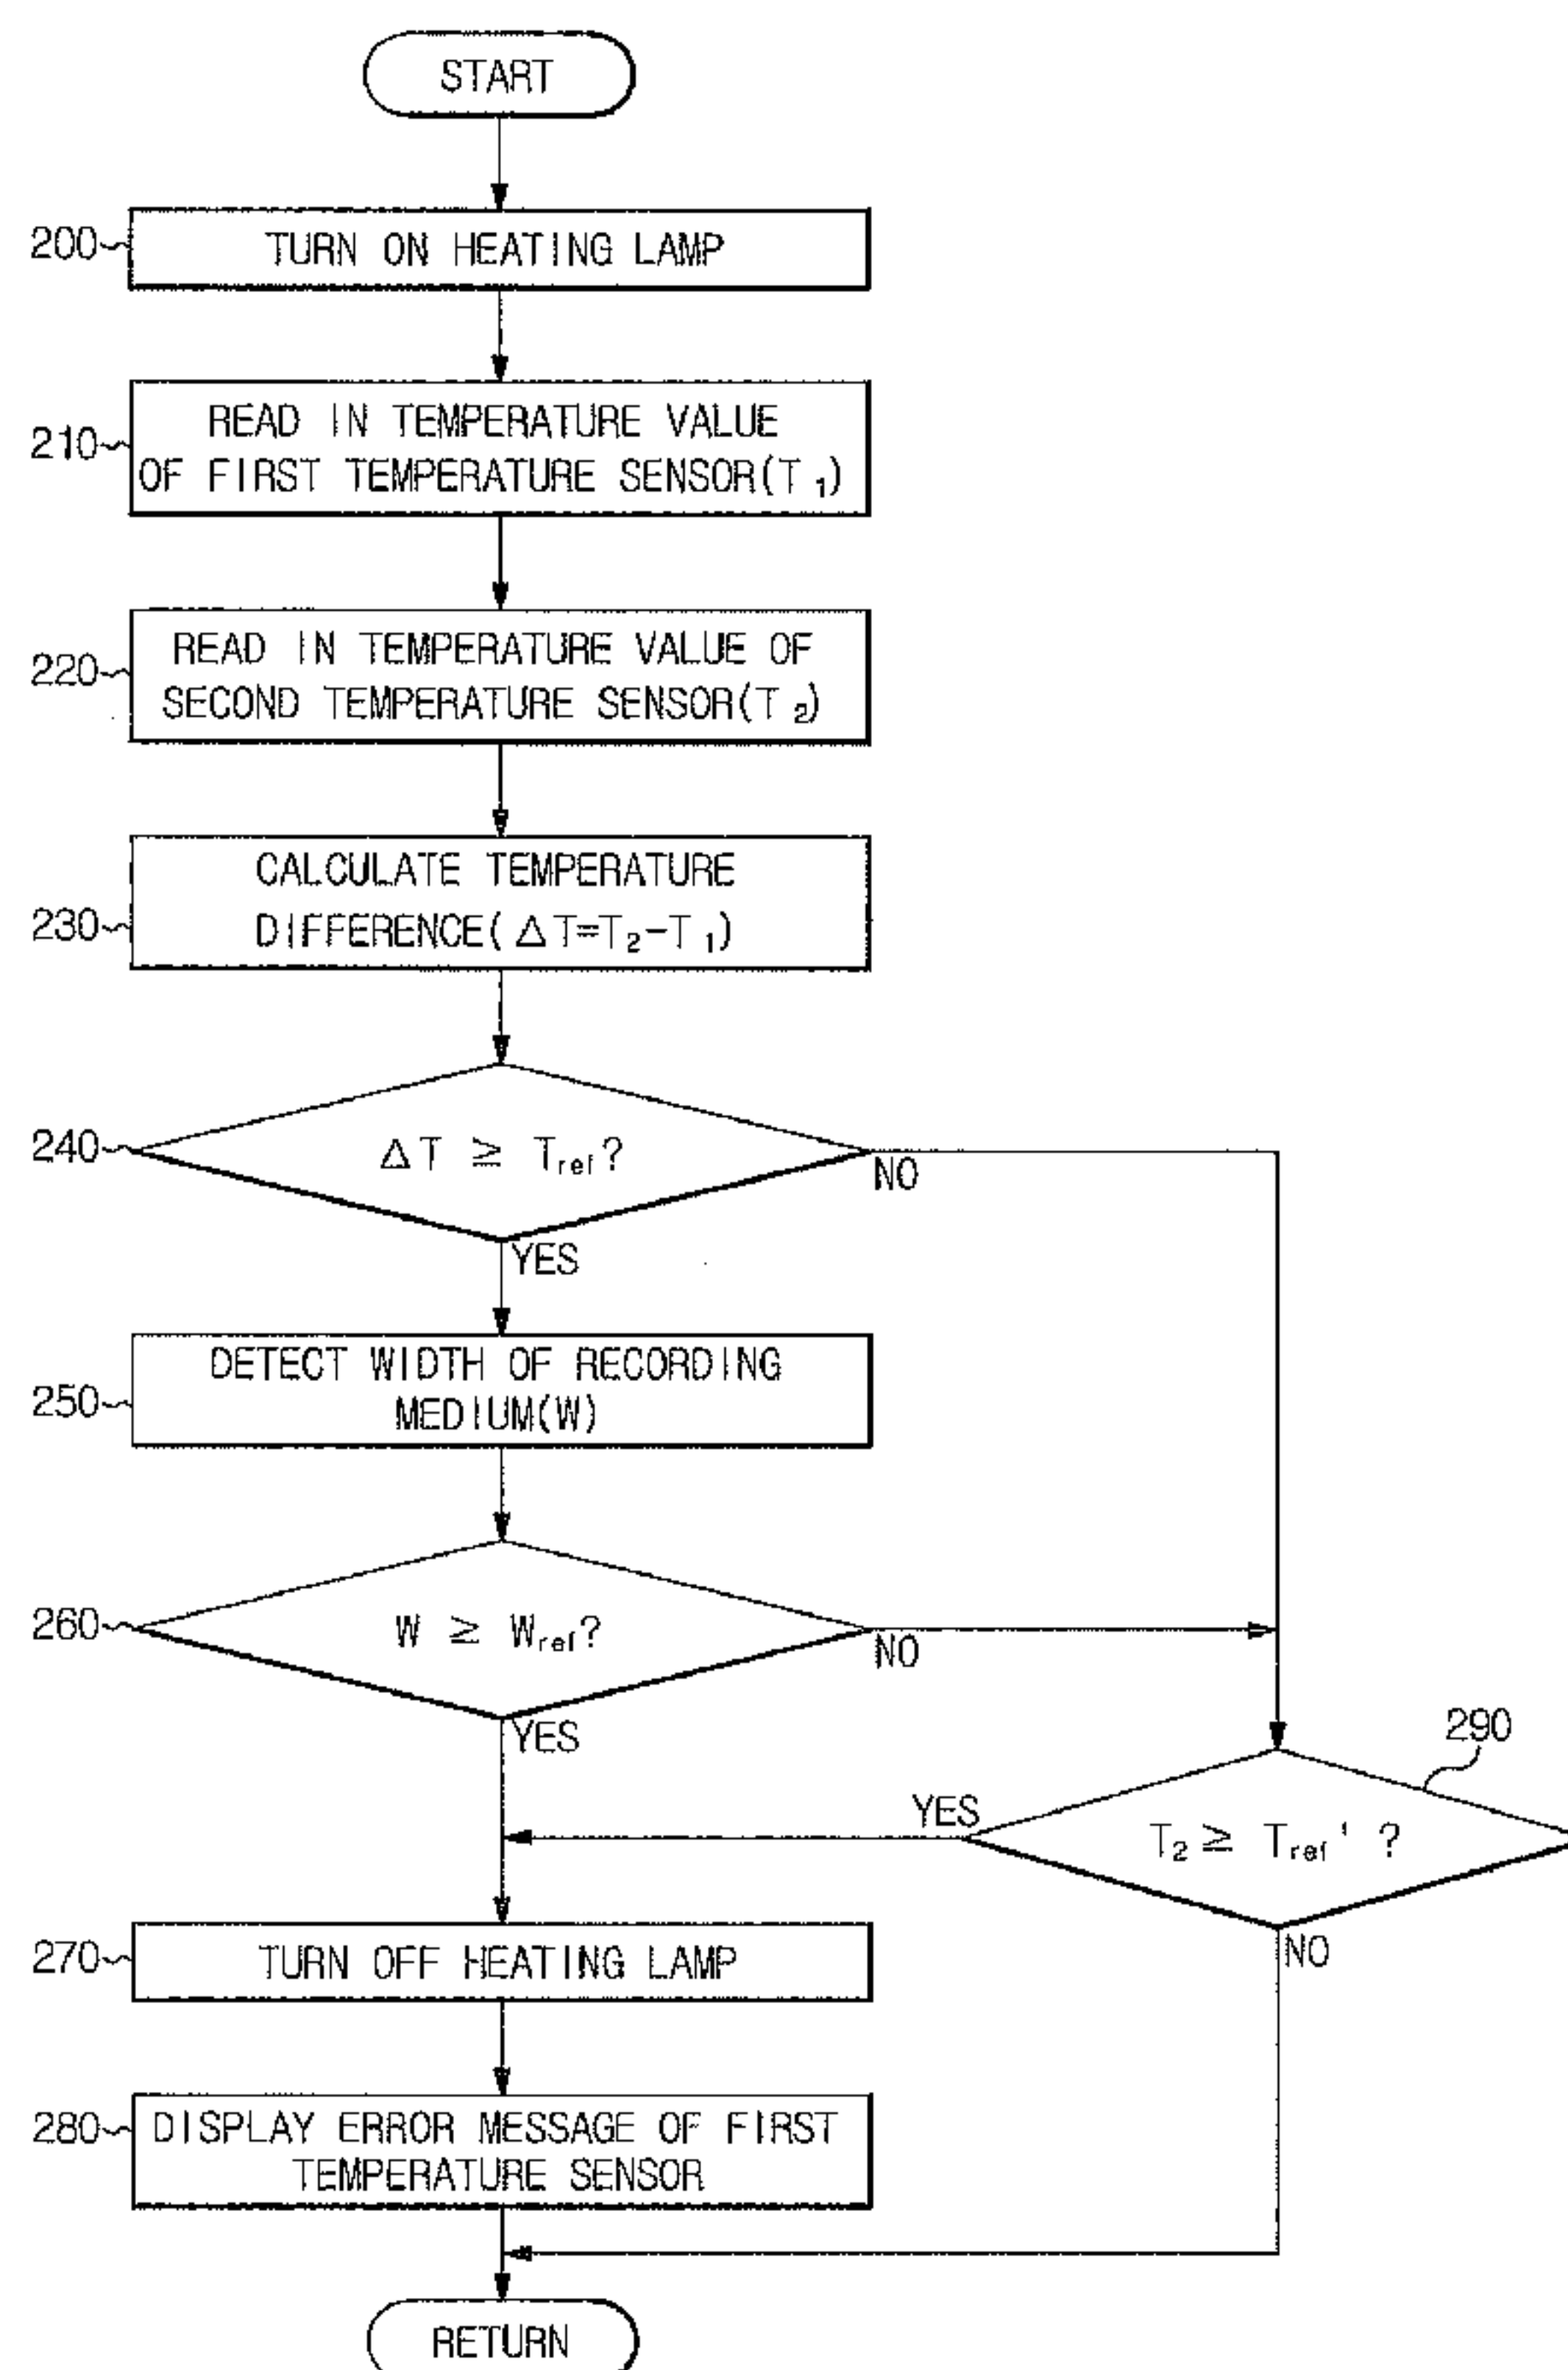 START
200
TURN ON HEATING LAMP
210
READ IN TEMPERATURE VALUE
OF FIRST TEMPERATURE SENSOR(T₁)
220
READ IN TEMPERATURE VALUE OF
SECOND TEMPERATURE SENSOR(T₂)
230
CALCULATE TEMPERATURE
DIFFERENCE(ΔT=T₂-T₁)
240
ΔT ≥ Tref?
NO
YES
250
DETECT WIDTH OF RECORDING
MEDIUM(W)
260
W ≥ Wref?
NO
YES
290
T₂ ≥ Tref' ?
YES
NO
270
TURN OFF HEATING LAMP
280
DISPLAY ERROR MESSAGE OF FIRST
TEMPERATURE SENSOR
RETURN